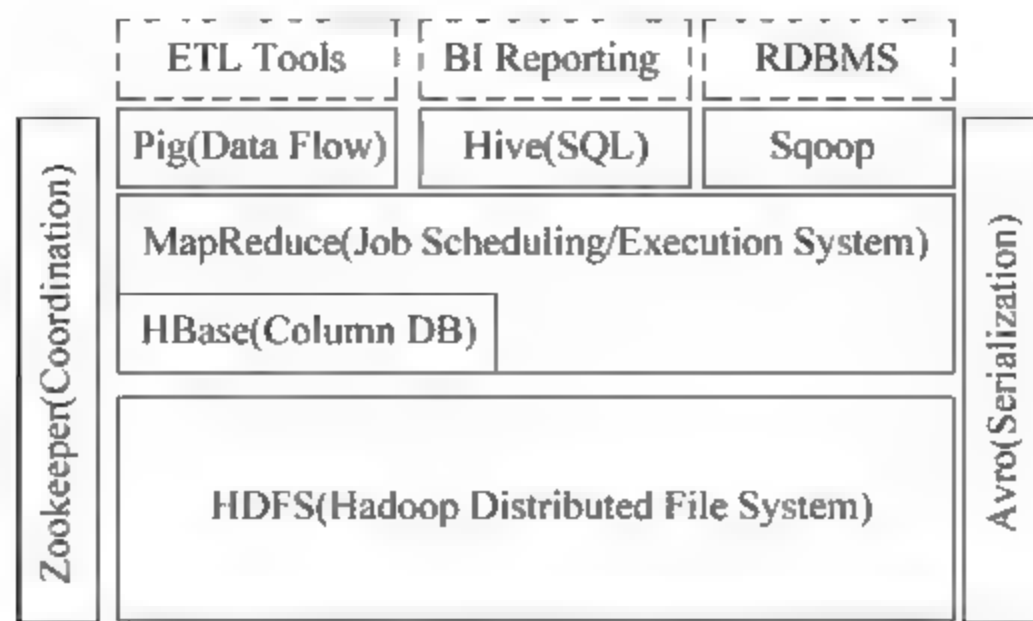 ETL Tools
BI Reporting
RDBMS
Pig(Data Flow)
Hive(SQL)
Sqoop
MapReduce(Job Scheduling/Execution System)
HBase(Column DB)
HDFS(Hadoop Distributed File System)
Zookeeper(Coordination)
Avro(Serialization)